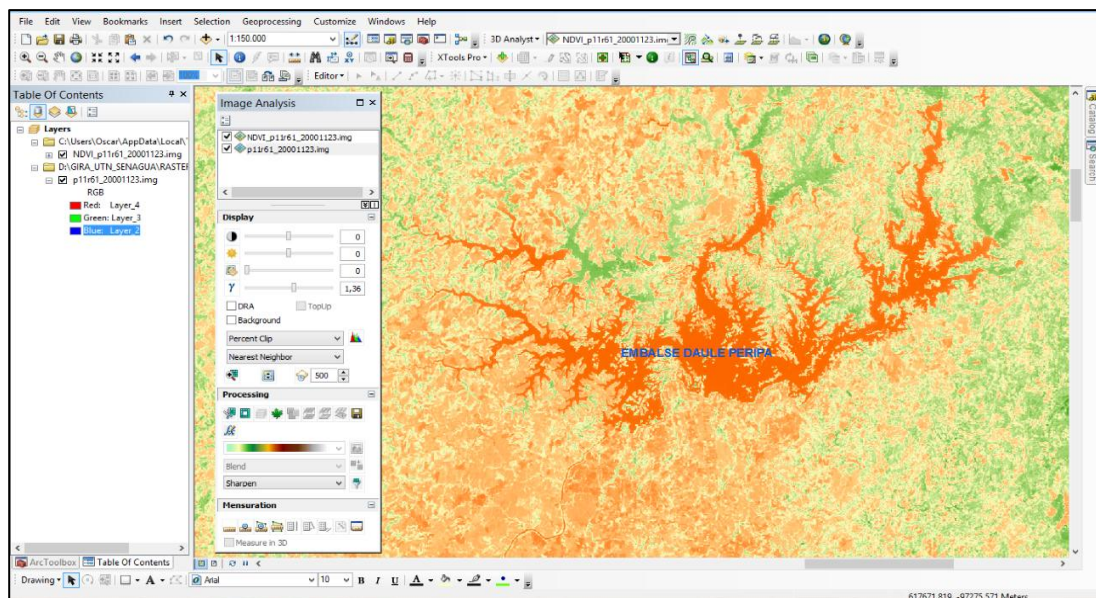 File Edit View Bookmarks Insert Selection Geoprocessing Customize Windows Help
1:150.000 3D Analyst NDVI_p11r61_20001123.im
XTools Pro
Editor
Table Of Contents
Layers
C:\Users\Oscar\AppData\Local\
NDVI_p11r61_20001123.img
D:\GIRA_UTN_SENAGUA\RASTER
p11r61_20001123.img
RGB
Red: Layer_4
Green: Layer_3
Blue: Layer_2
Image Analysis
NDVI_p11r61_20001123.img
p11r61_20001123.img
Display
0
0
0
γ 1,36
DRA TopUp
Background
Percent Clip
Nearest Neighbor
500
Processing
Blend
Sharpen
Mensuration
Measure in 3D
EMBALSE DAULE PERIPA
Catalog
Search
ArcToolbox Table Of Contents
Drawing A Arial 10 B I U A
617671,819 -97275,571 Meters